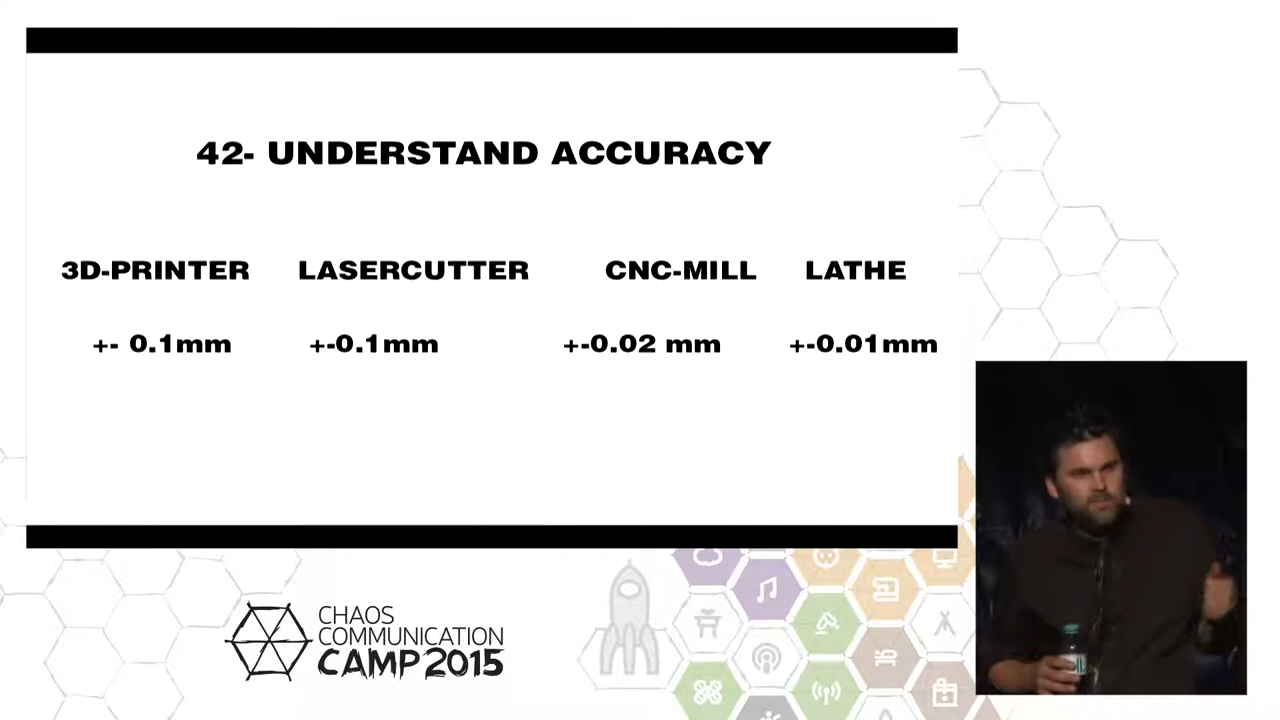 42- UNDERSTAND ACCURACY
3D-PRINTER LASERCUTTER CNC-MILL LATHE
+- 0.1mm +-0.1mm +-0.02 mm +-0.01mm
CHAOS
COMMUNICATION
CAMP 2015